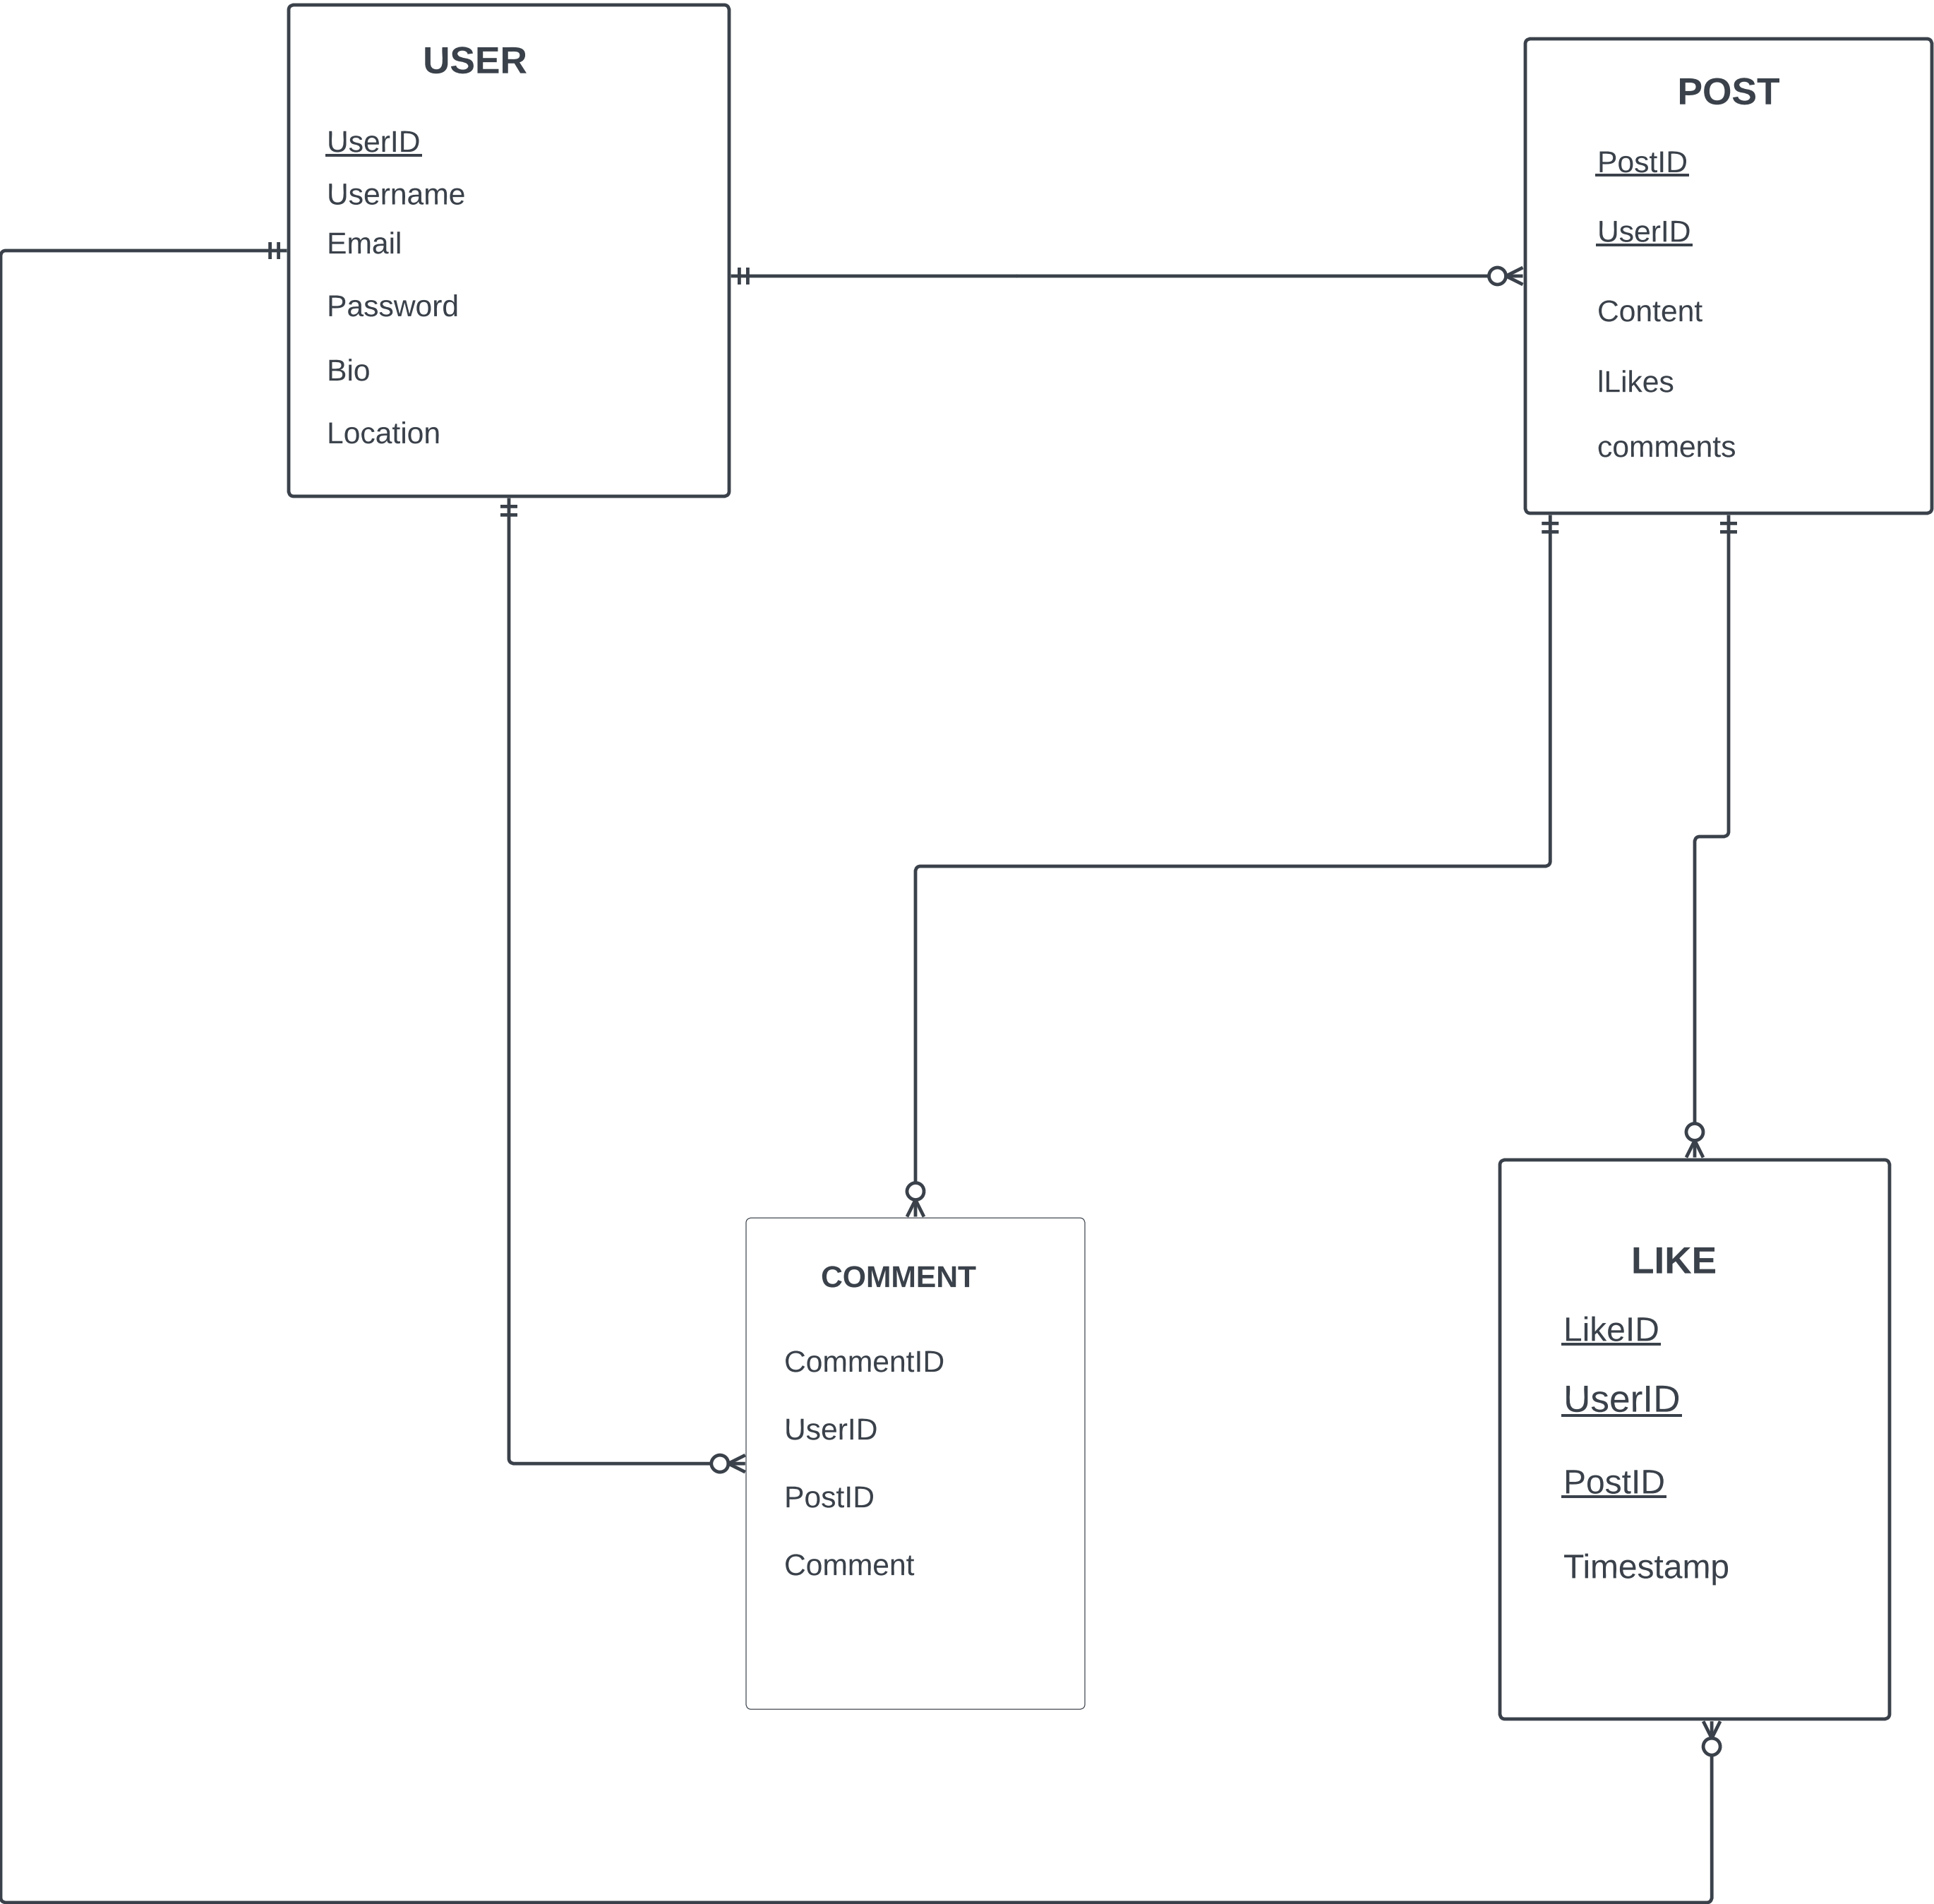 USER
UserID
Username
Email
Password
Bio
Location
POST
PostID
UserID
Content
lLikes
comments
COMMENT
CommentID
UserID
PostID
Comment
LIKE
LikeID
UserID
PostID
Timestamp